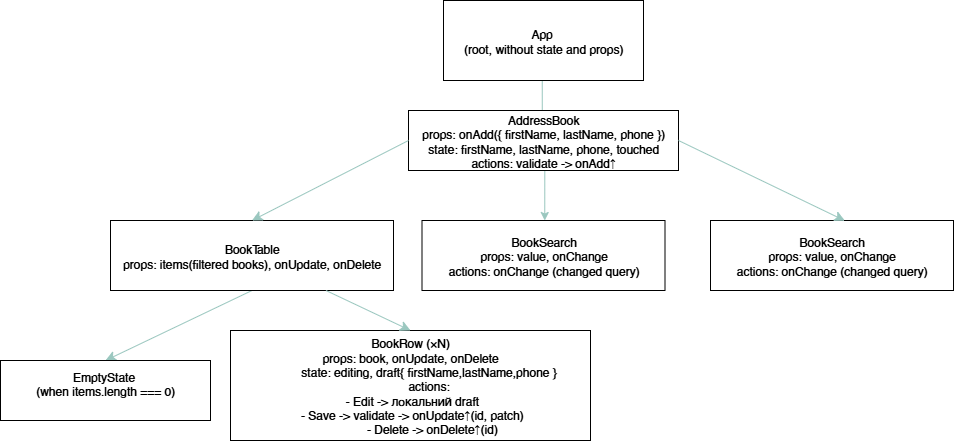 App
(root, without state and props)
AddressBook
props: onAdd({ firstName, lastName, phone })
state: firstName, lastName, phone, touched
actions: validate -> onAdd↑
BookTable
props: items(filtered books), onUpdate, onDelete
BookSearch
props: value, onChange
actions: onChange (changed query)
BookSearch
props: value, onChange
actions: onChange (changed query)
EmptyState
(when items.length === 0)
BookRow (×N)
props: book, onUpdate, onDelete
state: editing, draft{ firstName,lastName,phone }
actions:
- Edit -> локальний draft
- Save -> validate -> onUpdate↑(id, patch)
- Delete -> onDelete↑(id)